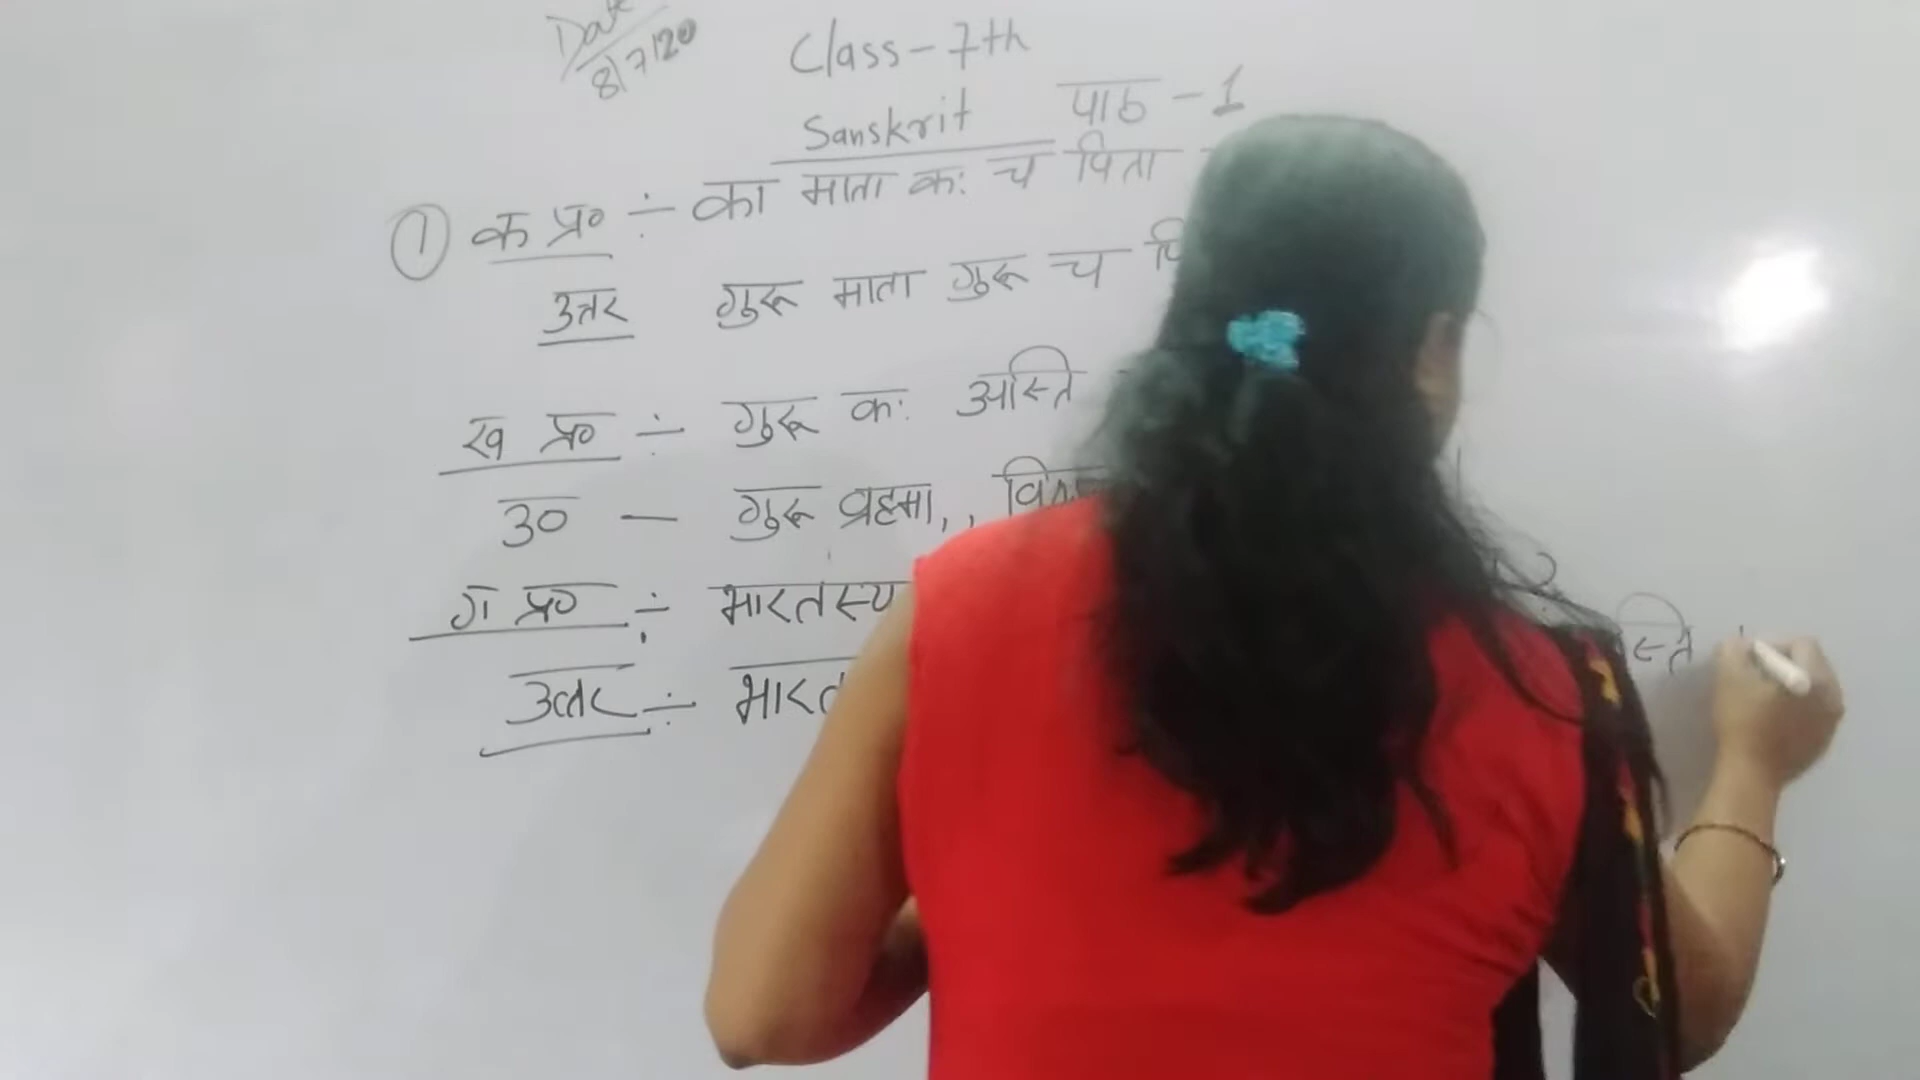 Date
8/7/20
Class-7th
Sanskrit पाठ -1
① क प्र० ÷ का माता कः च पिता
उत्तर गुरू माता गुरू च
ख प्र० ÷ गुरू कः अस्ति
उ० — गुरू ब्रह्मा, ,
ग प्र० ÷ भारतस्य
उत्तर ÷ भारत